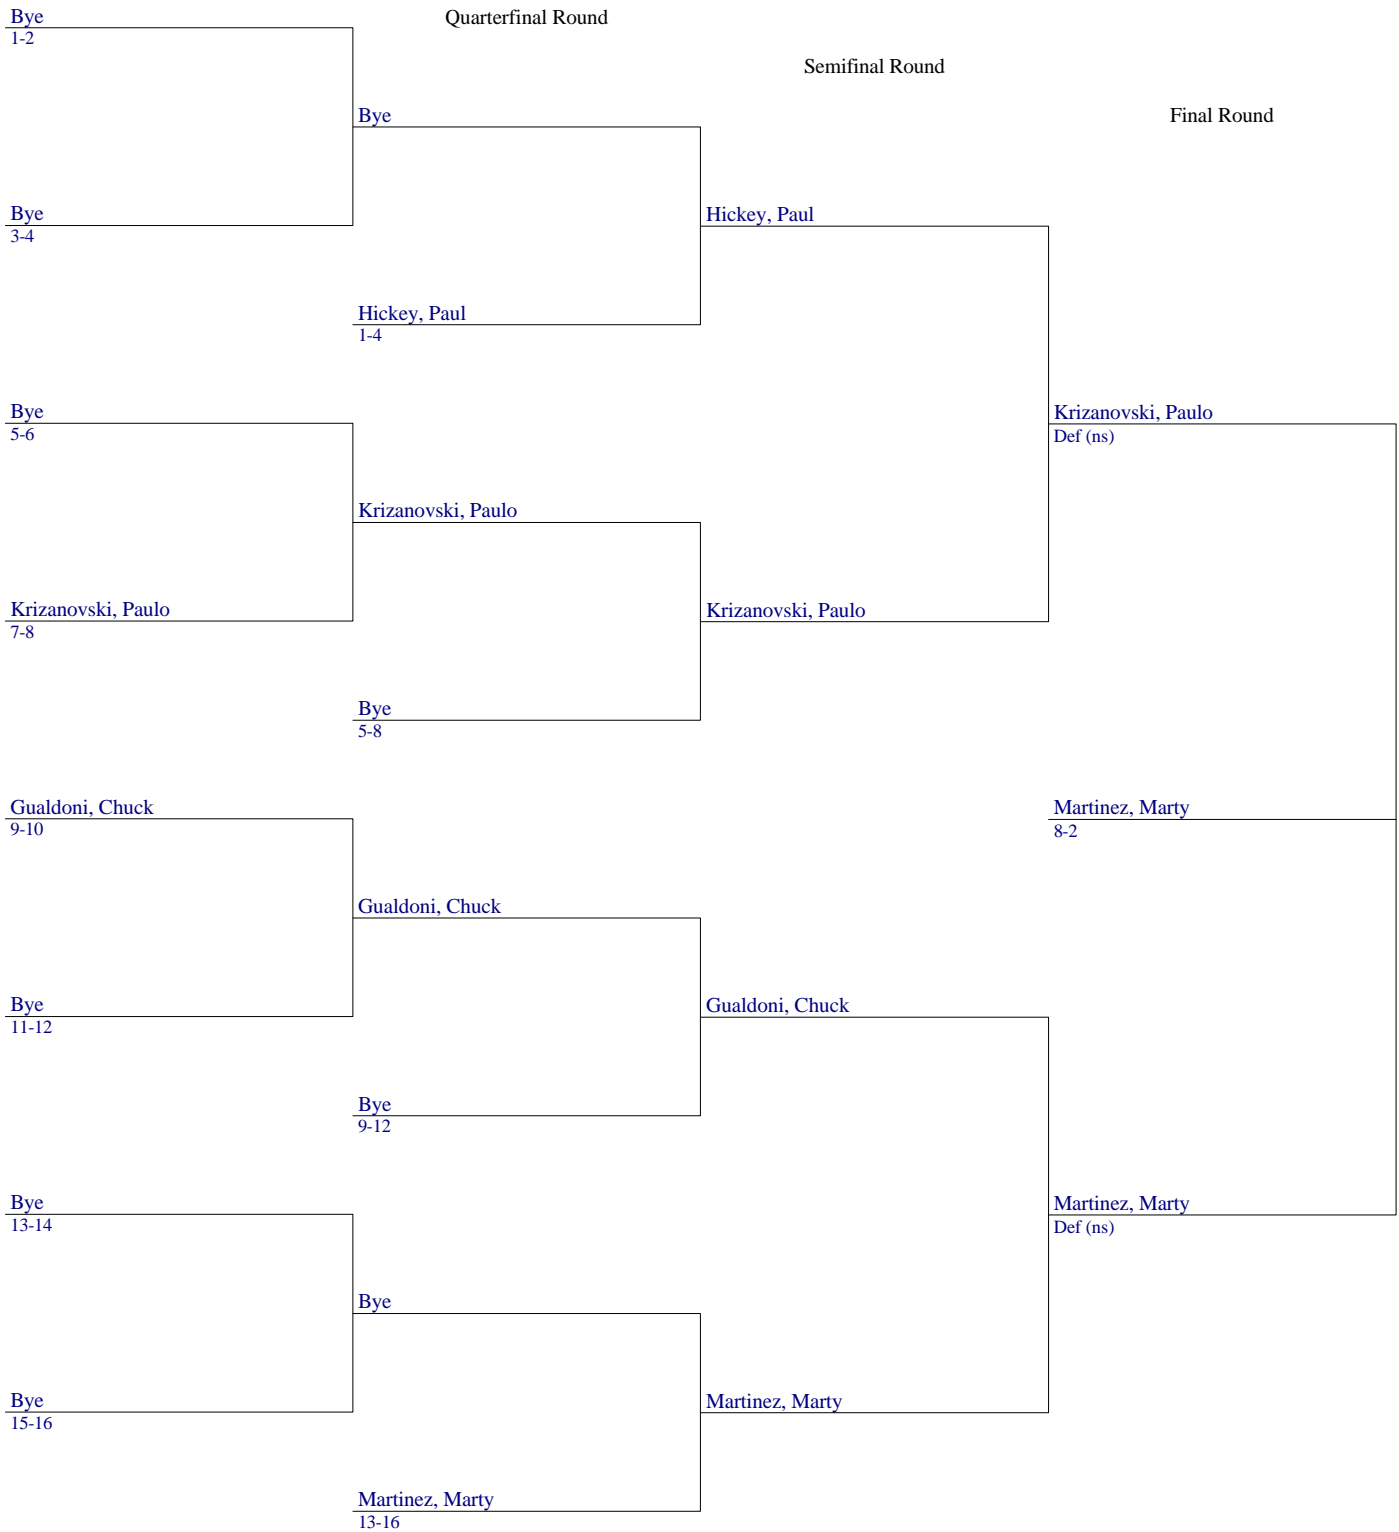 Bye
1-2
Quarterfinal Round
Semifinal Round
Bye
Final Round
Bye
3-4
Hickey, Paul
Hickey, Paul
1-4
Bye
5-6
Krizanovski, Paulo
Def (ns)
Krizanovski, Paulo
Krizanovski, Paulo
7-8
Krizanovski, Paulo
Bye
5-8
Gualdoni, Chuck
9-10
Martinez, Marty
8-2
Gualdoni, Chuck
Bye
11-12
Gualdoni, Chuck
Bye
9-12
Bye
13-14
Martinez, Marty
Def (ns)
Bye
Bye
15-16
Martinez, Marty
Martinez, Marty
13-16